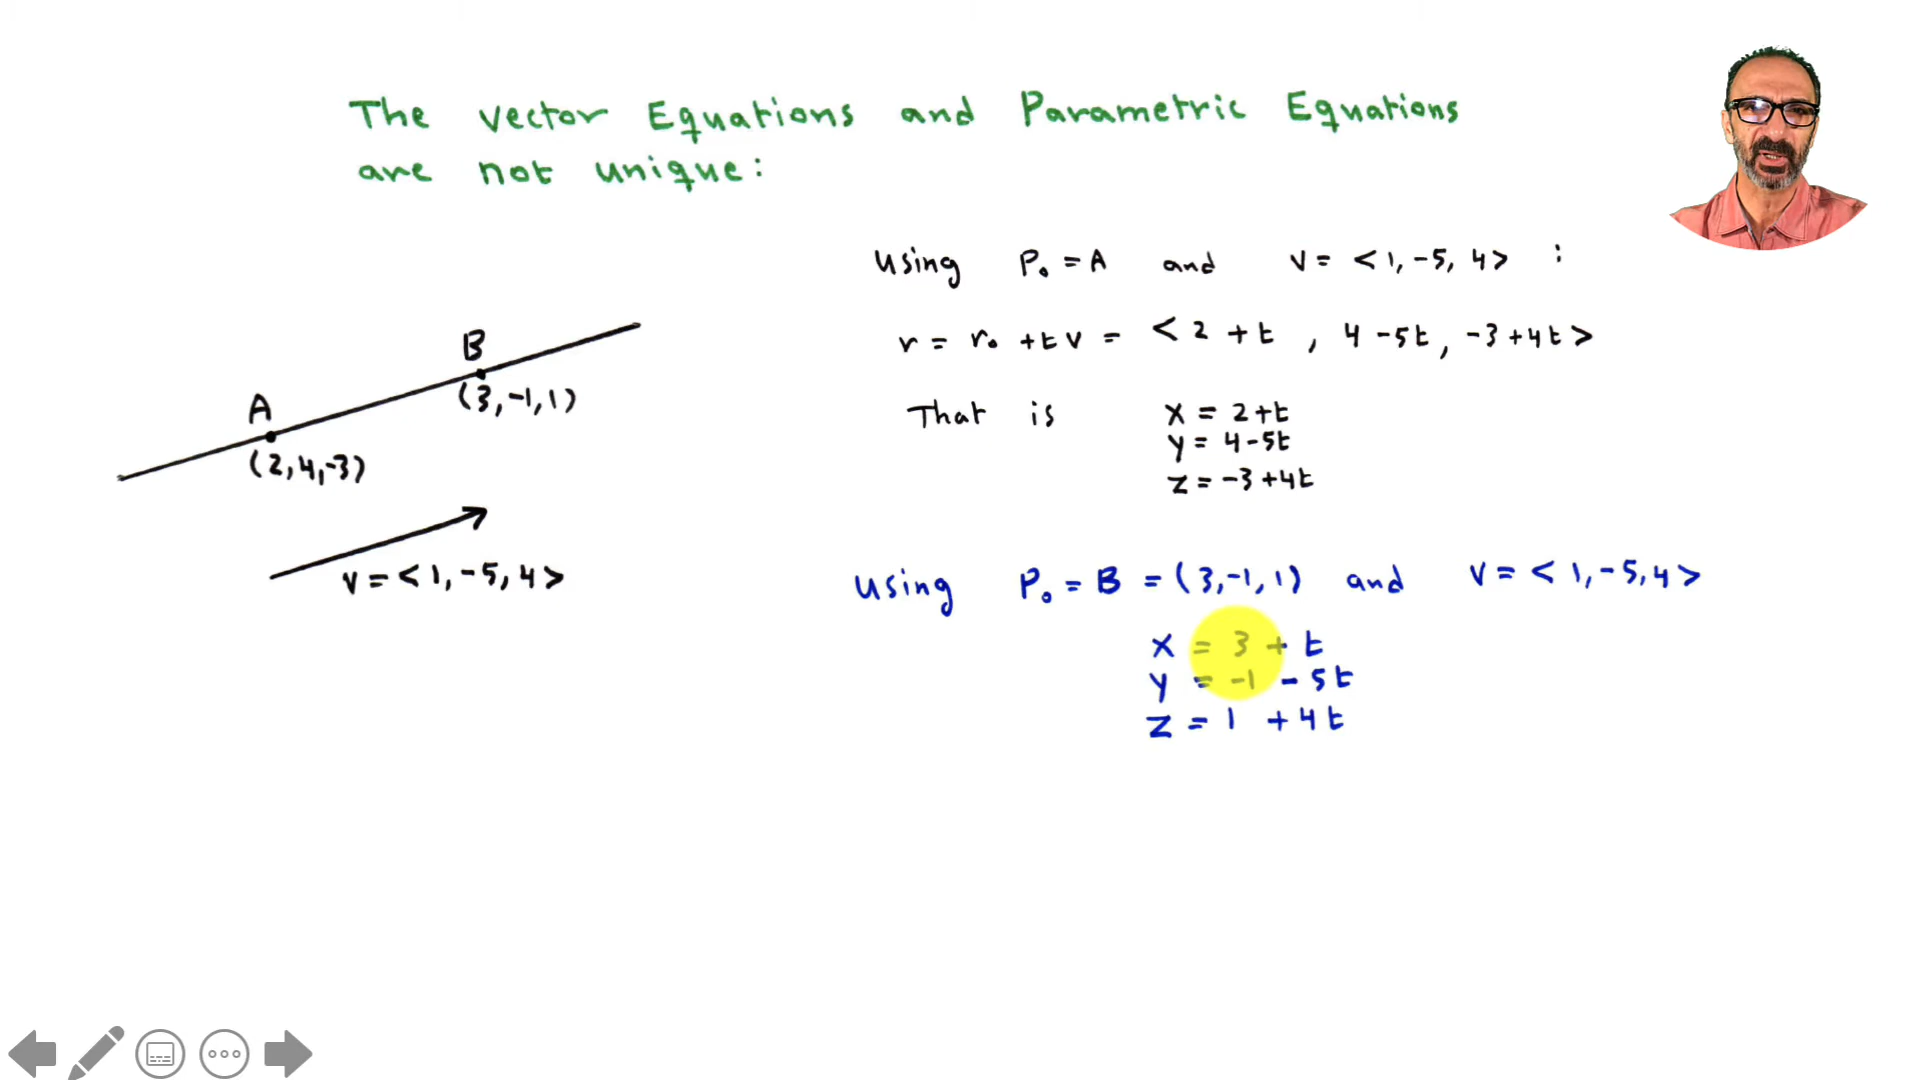 The vector Equations and Parametric Equations
are not unique:
Using P₀ = A and v = <1, -5, 4> :
r = r₀ + t v = <2 + t, 4 - 5t, -3 + 4t>
That is
x = 2 + t
y = 4 - 5t
z = -3 + 4t
B
(3, -1, 1)
A
(2, 4, -3)
v = <1, -5, 4>
Using P₀ = B = (3, -1, 1) and v = <1, -5, 4>
x = 3 + t
y = -1 - 5t
z = 1 + 4t